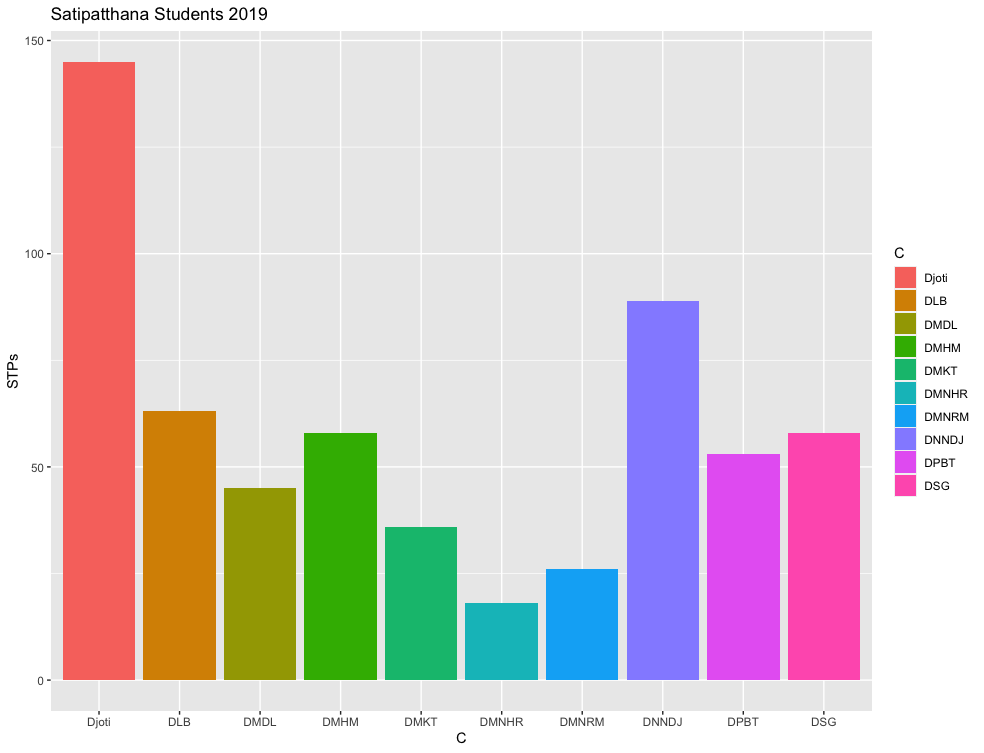 Satipatthana Students 2019
150
100
50
0
STPs
Djoti DLB DMDL DMHM DMKT DMNHR DMNRM DNNDJ DPBT DSG
C
C
Djoti
DLB
DMDL
DMHM
DMKT
DMNHR
DMNRM
DNNDJ
DPBT
DSG